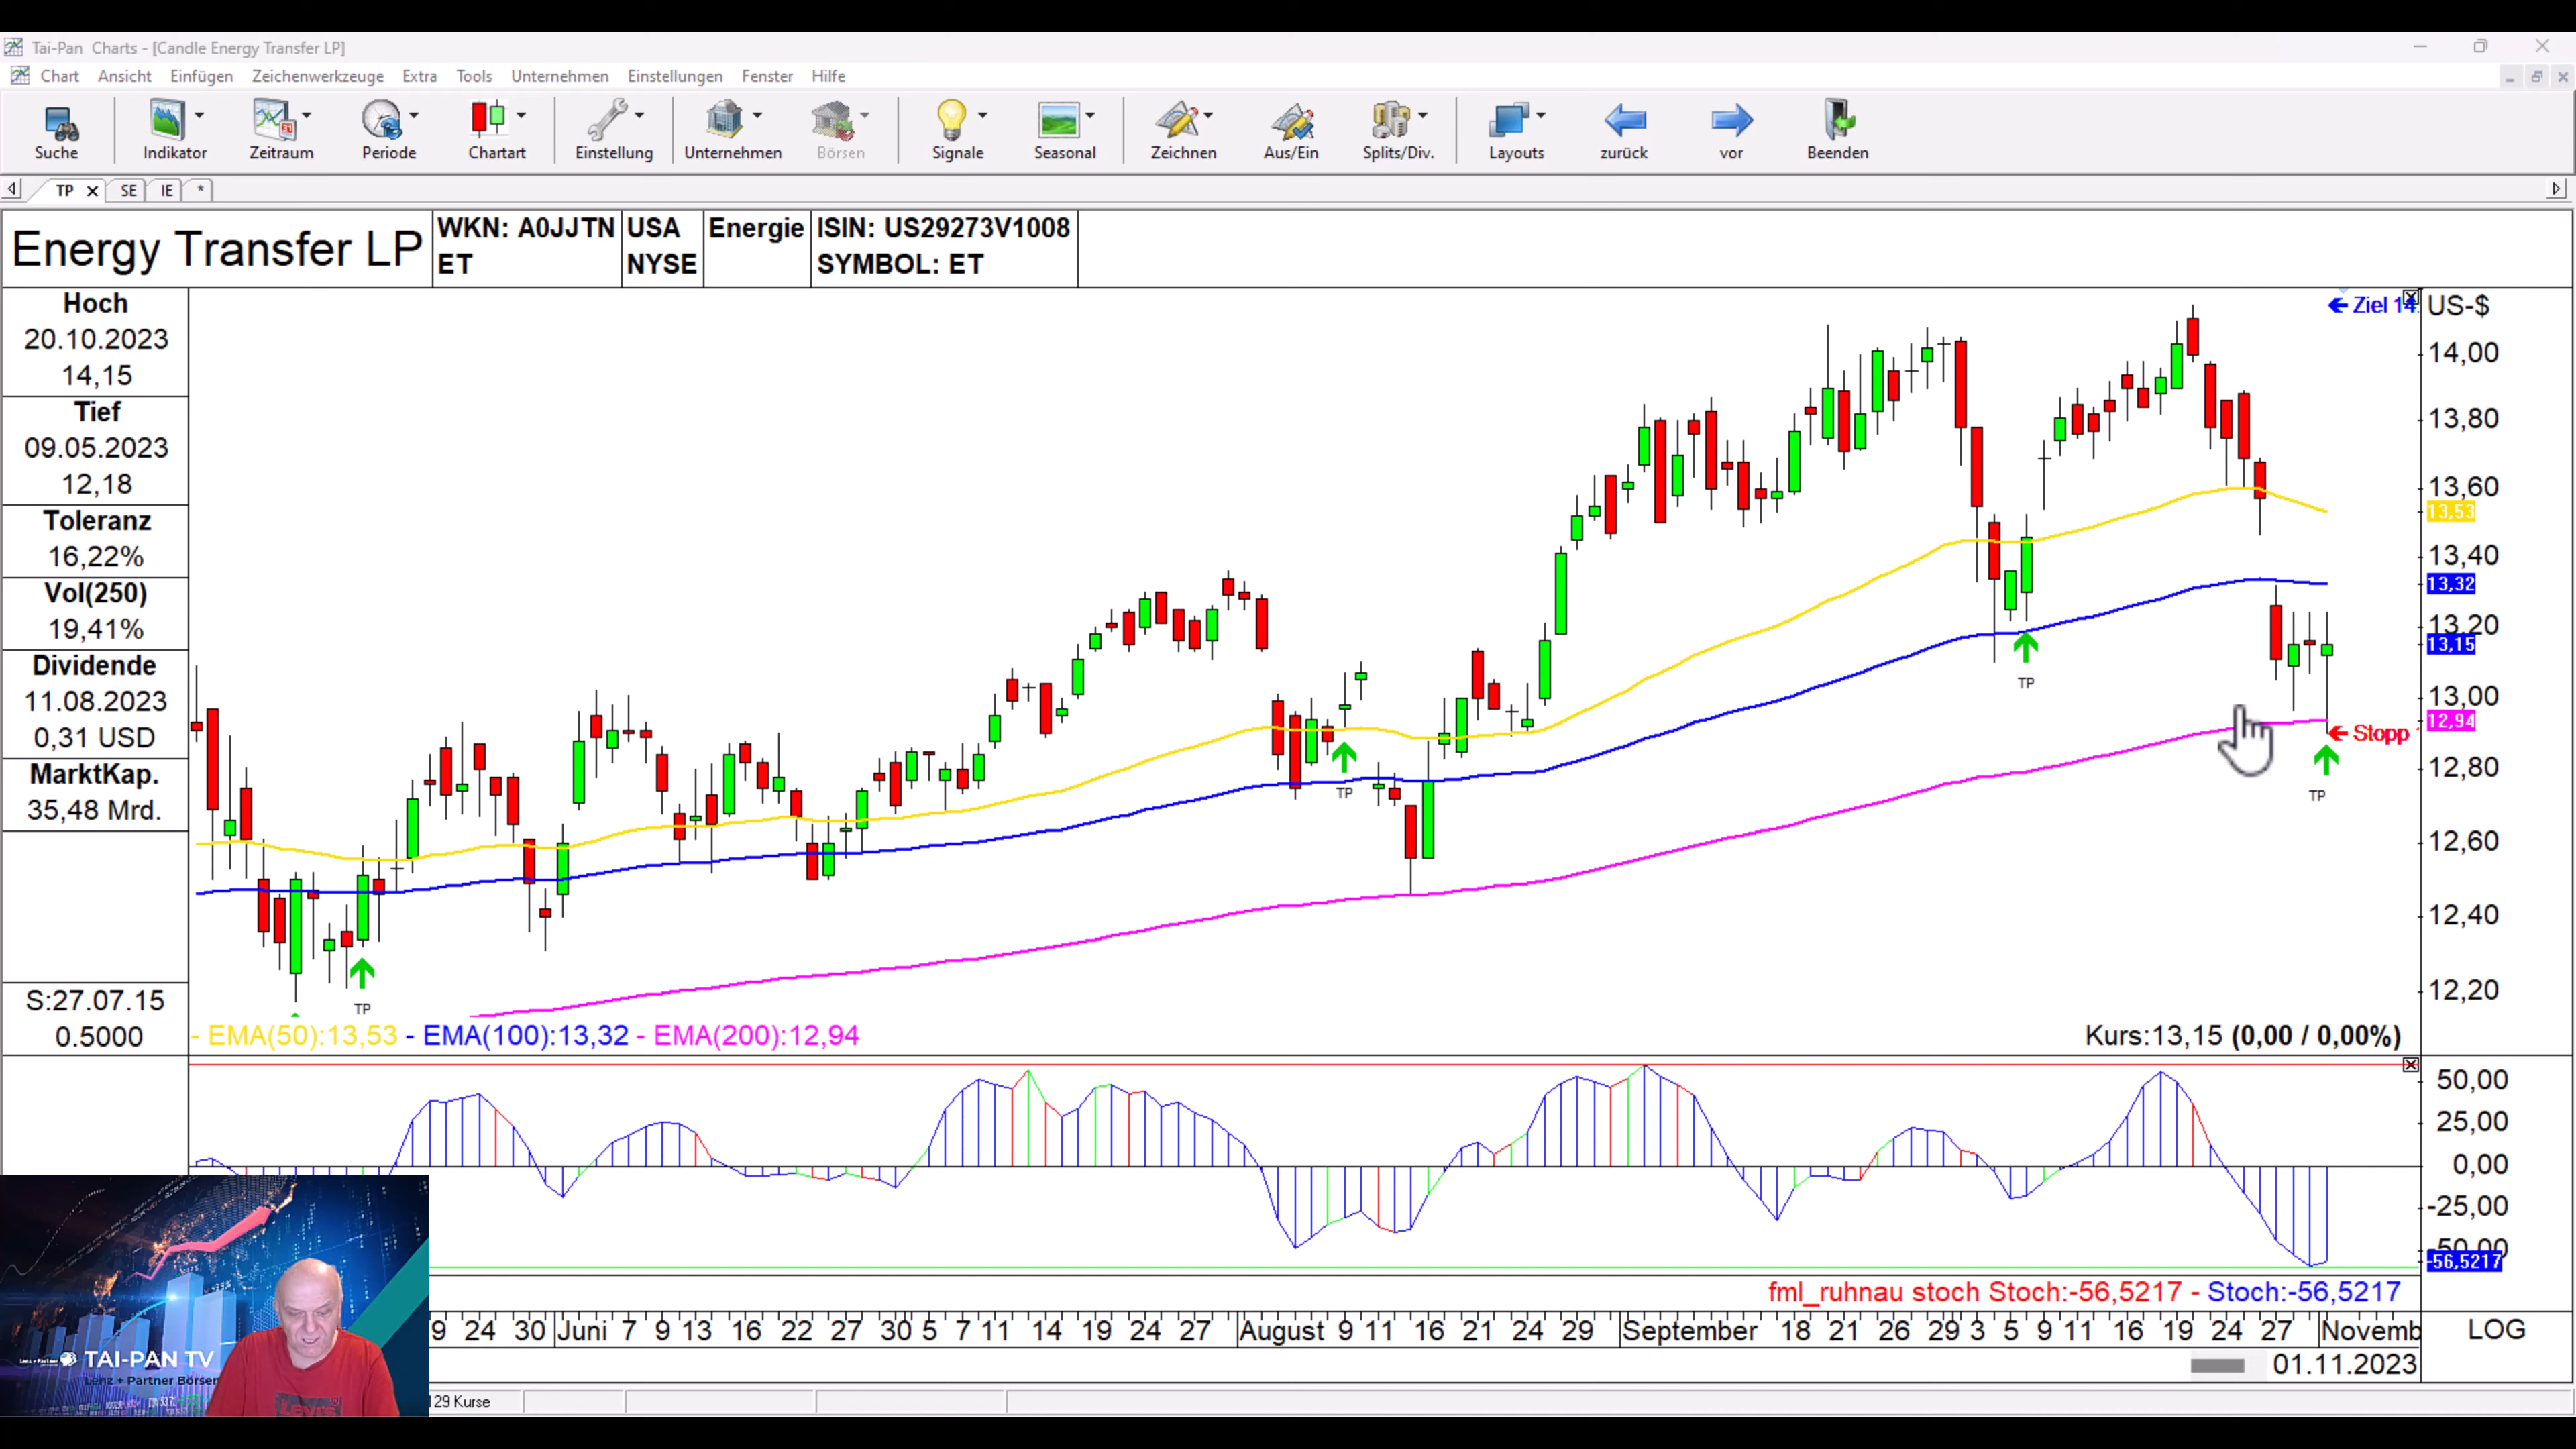 Tai-Pan Charts - [Candle Energy Transfer LP]
Chart Ansicht Einfügen Zeichenwerkzeuge Extra Tools Unternehmen Einstellungen Fenster Hilfe
Suche Indikator Zeitraum Periode Chartart Einstellung Unternehmen Börsen Signale Seasonal Zeichnen Aus/Ein Splits/Div. Layouts zurück vor Beenden
TP SE IE *
Energy Transfer LP
WKN: A0JJTN USA Energie ISIN: US29273V1008
ET NYSE SYMBOL: ET
Hoch
20.10.2023
14,15
Tief
09.05.2023
12,18
Toleranz
16,22%
Vol(250)
19,41%
Dividende
11.08.2023
0,31 USD
MarktKap.
35,48 Mrd.
S:27.07.15
0.5000
Ziel 14
US-$
14,00
13,80
13,60
13,53
13,40
13,32
13,20
13,15
13,00
12,94
Stopp
12,80
12,60
12,40
12,20
TP
TP
TP
TP
- EMA(50):13,53 - EMA(100):13,32 - EMA(200):12,94
Kurs:13,15 (0,00 / 0,00%)
50,00
25,00
0,00
-25,00
-56,5217
fml_ruhnau stoch Stoch:-56,5217 - Stoch:-56,5217
9 24 30 Juni 7 9 13 16 22 27 30 5 7 11 14 19 24 27 August 9 11 16 21 24 29 September 18 21 26 29 3 5 9 11 16 19 24 27 Novemb
LOG
01.11.2023
TAI-PAN TV
Lenz + Partner Börsen
129 Kurse